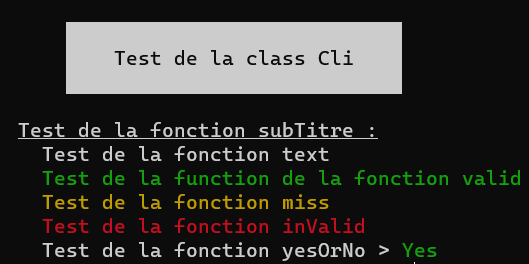 Test de la class Cli
Test de la fonction subTitre :
Test de la fonction text
Test de la function de la fonction valid
Test de la fonction miss
Test de la fonction inValid
Test de la fonction yesOrNo > Yes